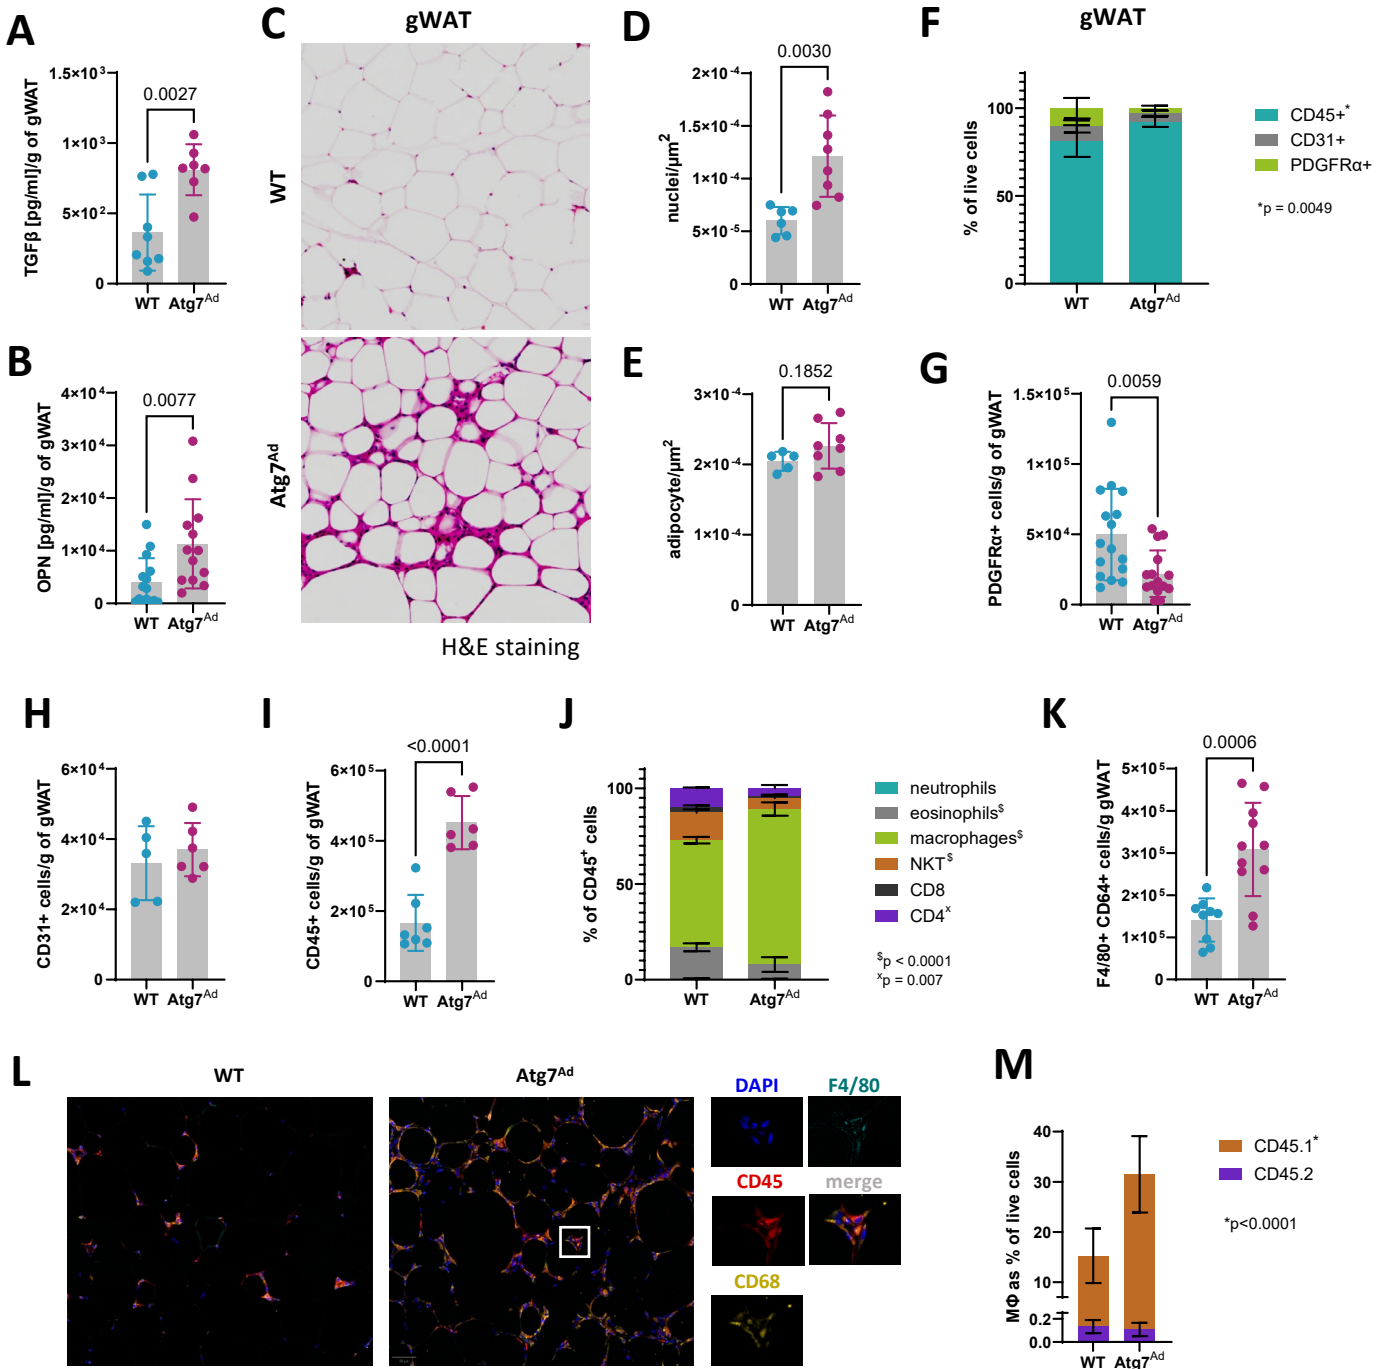 A
TGFβ [pg/ml]/g of gWAT
1.5×10³
1×10³
5×10²
0
0.0027
WT Atg7Ad
B
OPN [pg/ml]/g of gWAT
4×10⁴
3×10⁴
2×10⁴
1×10⁴
0
0.0077
WT Atg7Ad
C
gWAT
WT
Atg7Ad
H&E staining
D
nuclei/µm²
2×10⁻⁴
1.5×10⁻⁴
1×10⁻⁴
5×10⁻⁵
0
0.0030
WT Atg7Ad
E
adipocyte/µm²
3×10⁻⁴
2×10⁻⁴
1×10⁻⁴
0
0.1852
WT Atg7Ad
F
gWAT
% of live cells
100
50
0
WT Atg7Ad
CD45+*
CD31+
PDGFRα+
*p = 0.0049
G
PDGFRα+ cells/g of gWAT
1.5×10⁵
1×10⁵
5×10⁴
0
0.0059
WT Atg7Ad
H
CD31+ cells/g of gWAT
6×10⁴
4×10⁴
2×10⁴
0
WT Atg7Ad
I
CD45+ cells/g of gWAT
6×10⁵
4×10⁵
2×10⁵
0
<0.0001
WT Atg7Ad
J
% of CD45⁺ cells
100
50
0
WT Atg7Ad
neutrophils
eosinophils$
macrophages$
NKT$
CD8
CD4x
$p < 0.0001
xp = 0.007
K
F4/80+ CD64+ cells/g gWAT
5×10⁵
4×10⁵
3×10⁵
2×10⁵
1×10⁵
0
0.0006
WT Atg7Ad
L
WT
Atg7Ad
DAPI
F4/80
CD45
merge
CD68
M
MΦ as % of live cells
40
30
20
10
0.2
0.0
WT Atg7Ad
CD45.1*
CD45.2
*p<0.0001